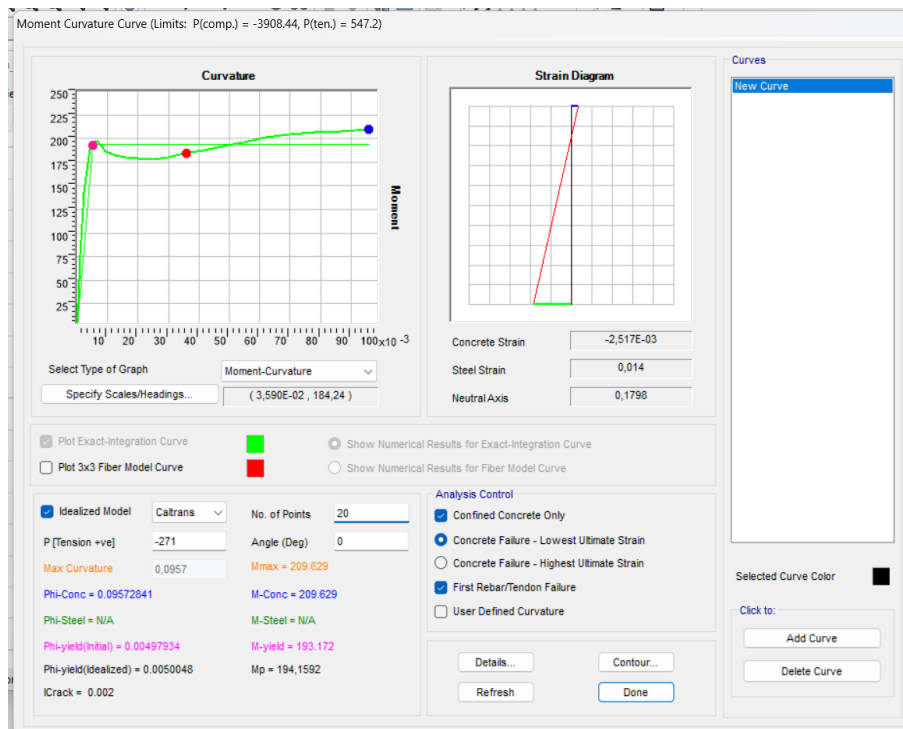 Moment Curvature Curve (Limits: P(comp.) = -3908.44, P(ten.) = 547.2)
Curvature
250
225
200
175
150
125
100
75
50
25
Moment
10 20 30 40 50 60 70 80 90 100 x10 -3
Select Type of Graph
Moment-Curvature
Specify Scales/Headings...
( 3,590E-02 , 184,24 )
Strain Diagram
Concrete Strain
-2,517E-03
Steel Strain
0,014
Neutral Axis
0,1798
Curves
New Curve
Plot Exact-Integration Curve
Show Numerical Results for Exact-Integration Curve
Plot 3x3 Fiber Model Curve
Show Numerical Results for Fiber Model Curve
Idealized Model
Caltrans
No. of Points
20
P [Tension +ve]
-271
Angle (Deg)
0
Max Curvature
0,0957
Mmax = 209.629
Phi-Conc = 0.09572841
M-Conc = 209.629
Phi-Steel = N/A
M-Steel = N/A
Phi-yield(Initial) = 0.00497934
M-yield = 193.172
Phi-yield(Idealized) = 0.0050048
Mp = 194,1592
ICrack = 0.002
Analysis Control
Confined Concrete Only
Concrete Failure - Lowest Ultimate Strain
Concrete Failure - Highest Ultimate Strain
First Rebar/Tendon Failure
User Defined Curvature
Details...
Contour...
Refresh
Done
Selected Curve Color
Click to:
Add Curve
Delete Curve